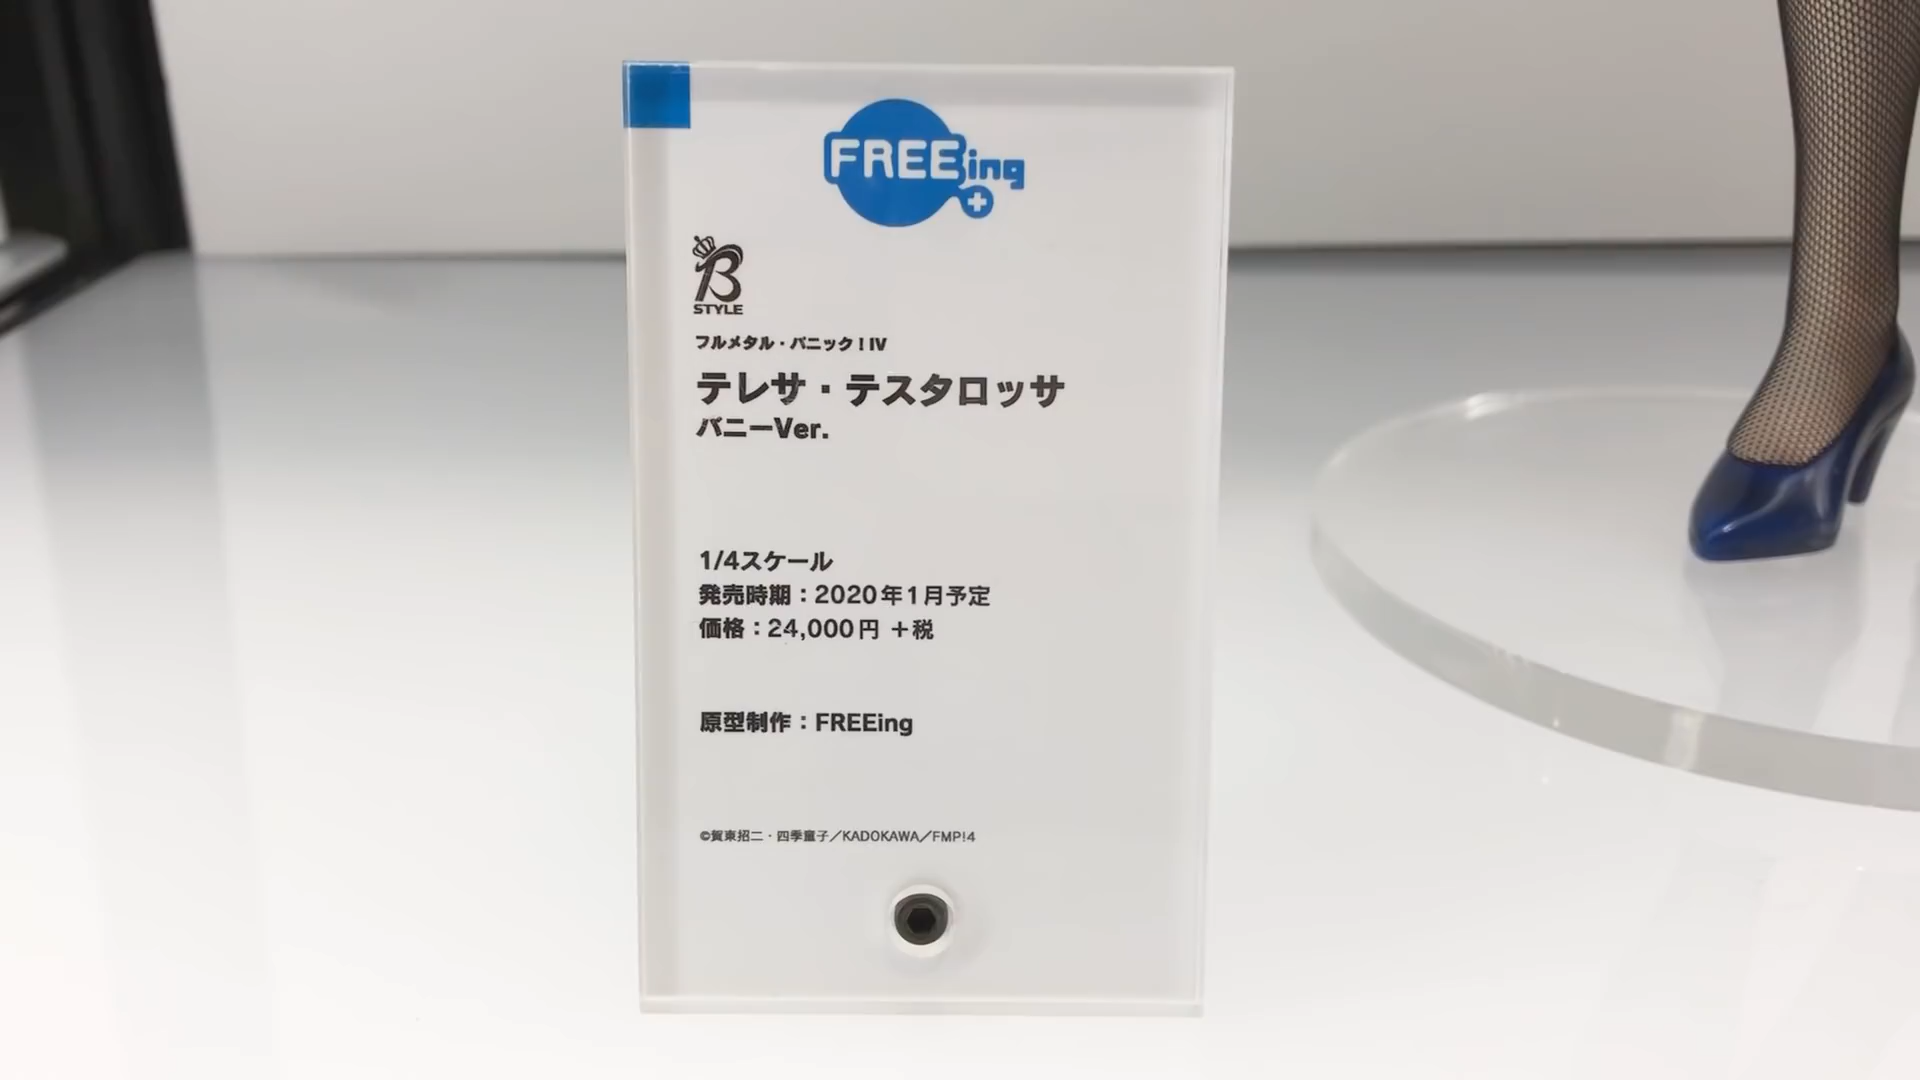 FREEing
B
STYLE
フルメタル・パニック！IV
テレサ・テスタロッサ
バニーVer.
1/4スケール
発売時期：2020年1月予定
価格：24,000円 ＋税
原型制作：FREEing
©賀東招二・四季童子／KADOKAWA／FMP!4